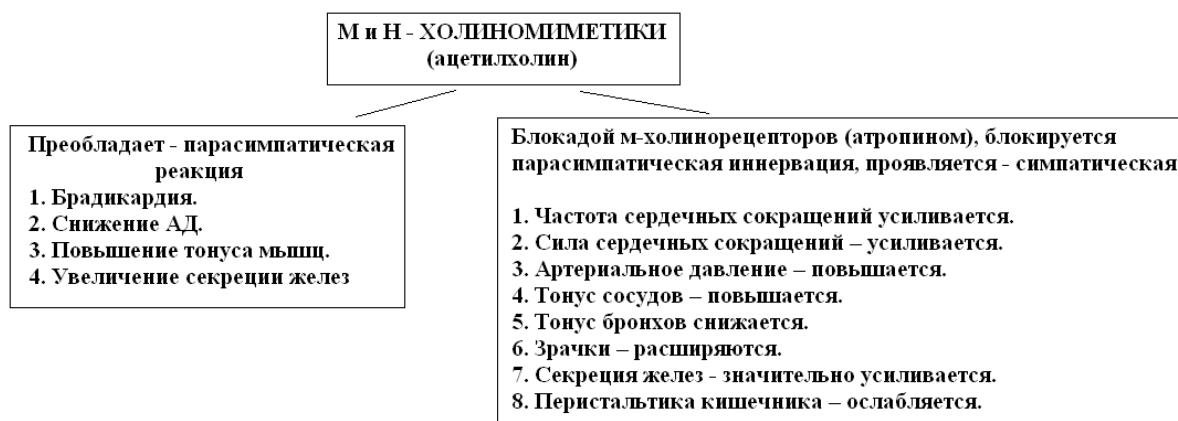 М и Н - ХОЛИНОМИМЕТИКИ
(ацетилхолин)
Преобладает - парасимпатическая
реакция
1. Брадикардия.
2. Снижение АД.
3. Повышение тонуса мышц.
4. Увеличение секреции желез
Блокадой м-холинорецепторов (атропином), блокируется
парасимпатическая иннервация, проявляется - симпатическая
1. Частота сердечных сокращений усиливается.
2. Сила сердечных сокращений – усиливается.
3. Артериальное давление – повышается.
4. Тонус сосудов – повышается.
5. Тонус бронхов снижается.
6. Зрачки – расширяются.
7. Секреция желез - значительно усиливается.
8. Перистальтика кишечника – ослабляется.